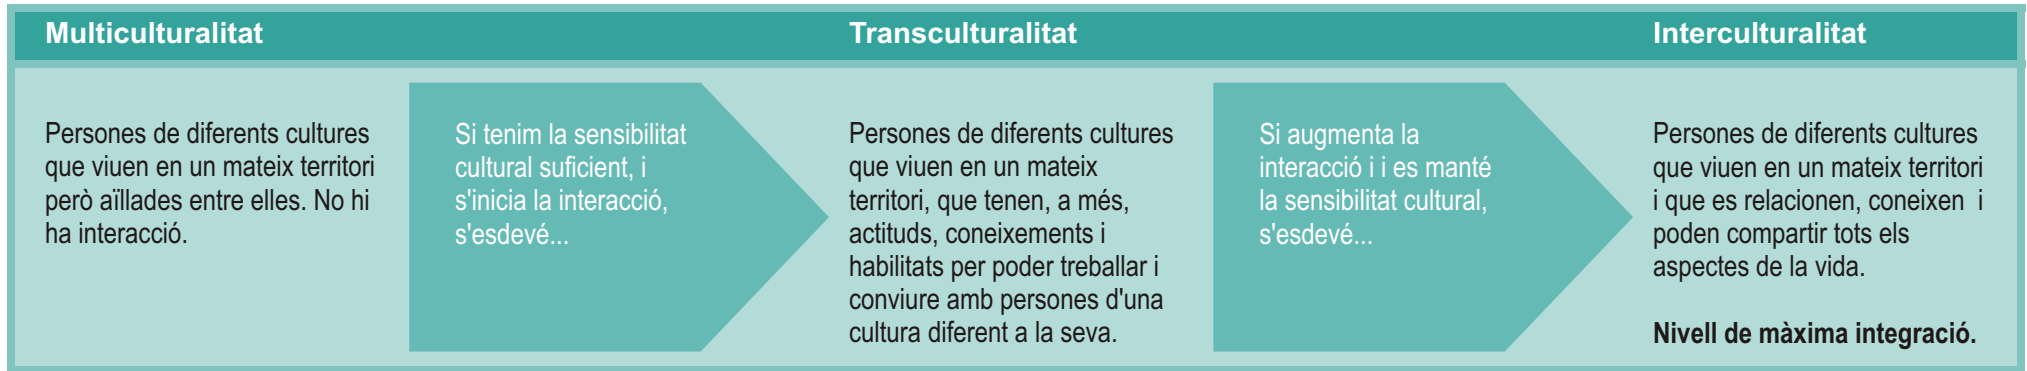 Multiculturalitat
Transculturalitat
Interculturalitat
Persones de diferents cultures
que viuen en un mateix territori
però aïllades entre elles. No hi
ha interacció.
Si tenim la sensibilitat
cultural suficient, i
s'inicia la interacció,
s'esdevé...
Persones de diferents cultures
que viuen en un mateix
territori, que tenen, a més,
actituds, coneixements i
habilitats per poder treballar i
conviure amb persones d'una
cultura diferent a la seva.
Si augmenta la
interacció i i es manté
la sensibilitat cultural,
s'esdevé...
Persones de diferents cultures
que viuen en un mateix territori
i que es relacionen, coneixen i
poden compartir tots els
aspectes de la vida.
Nivell de màxima integració.